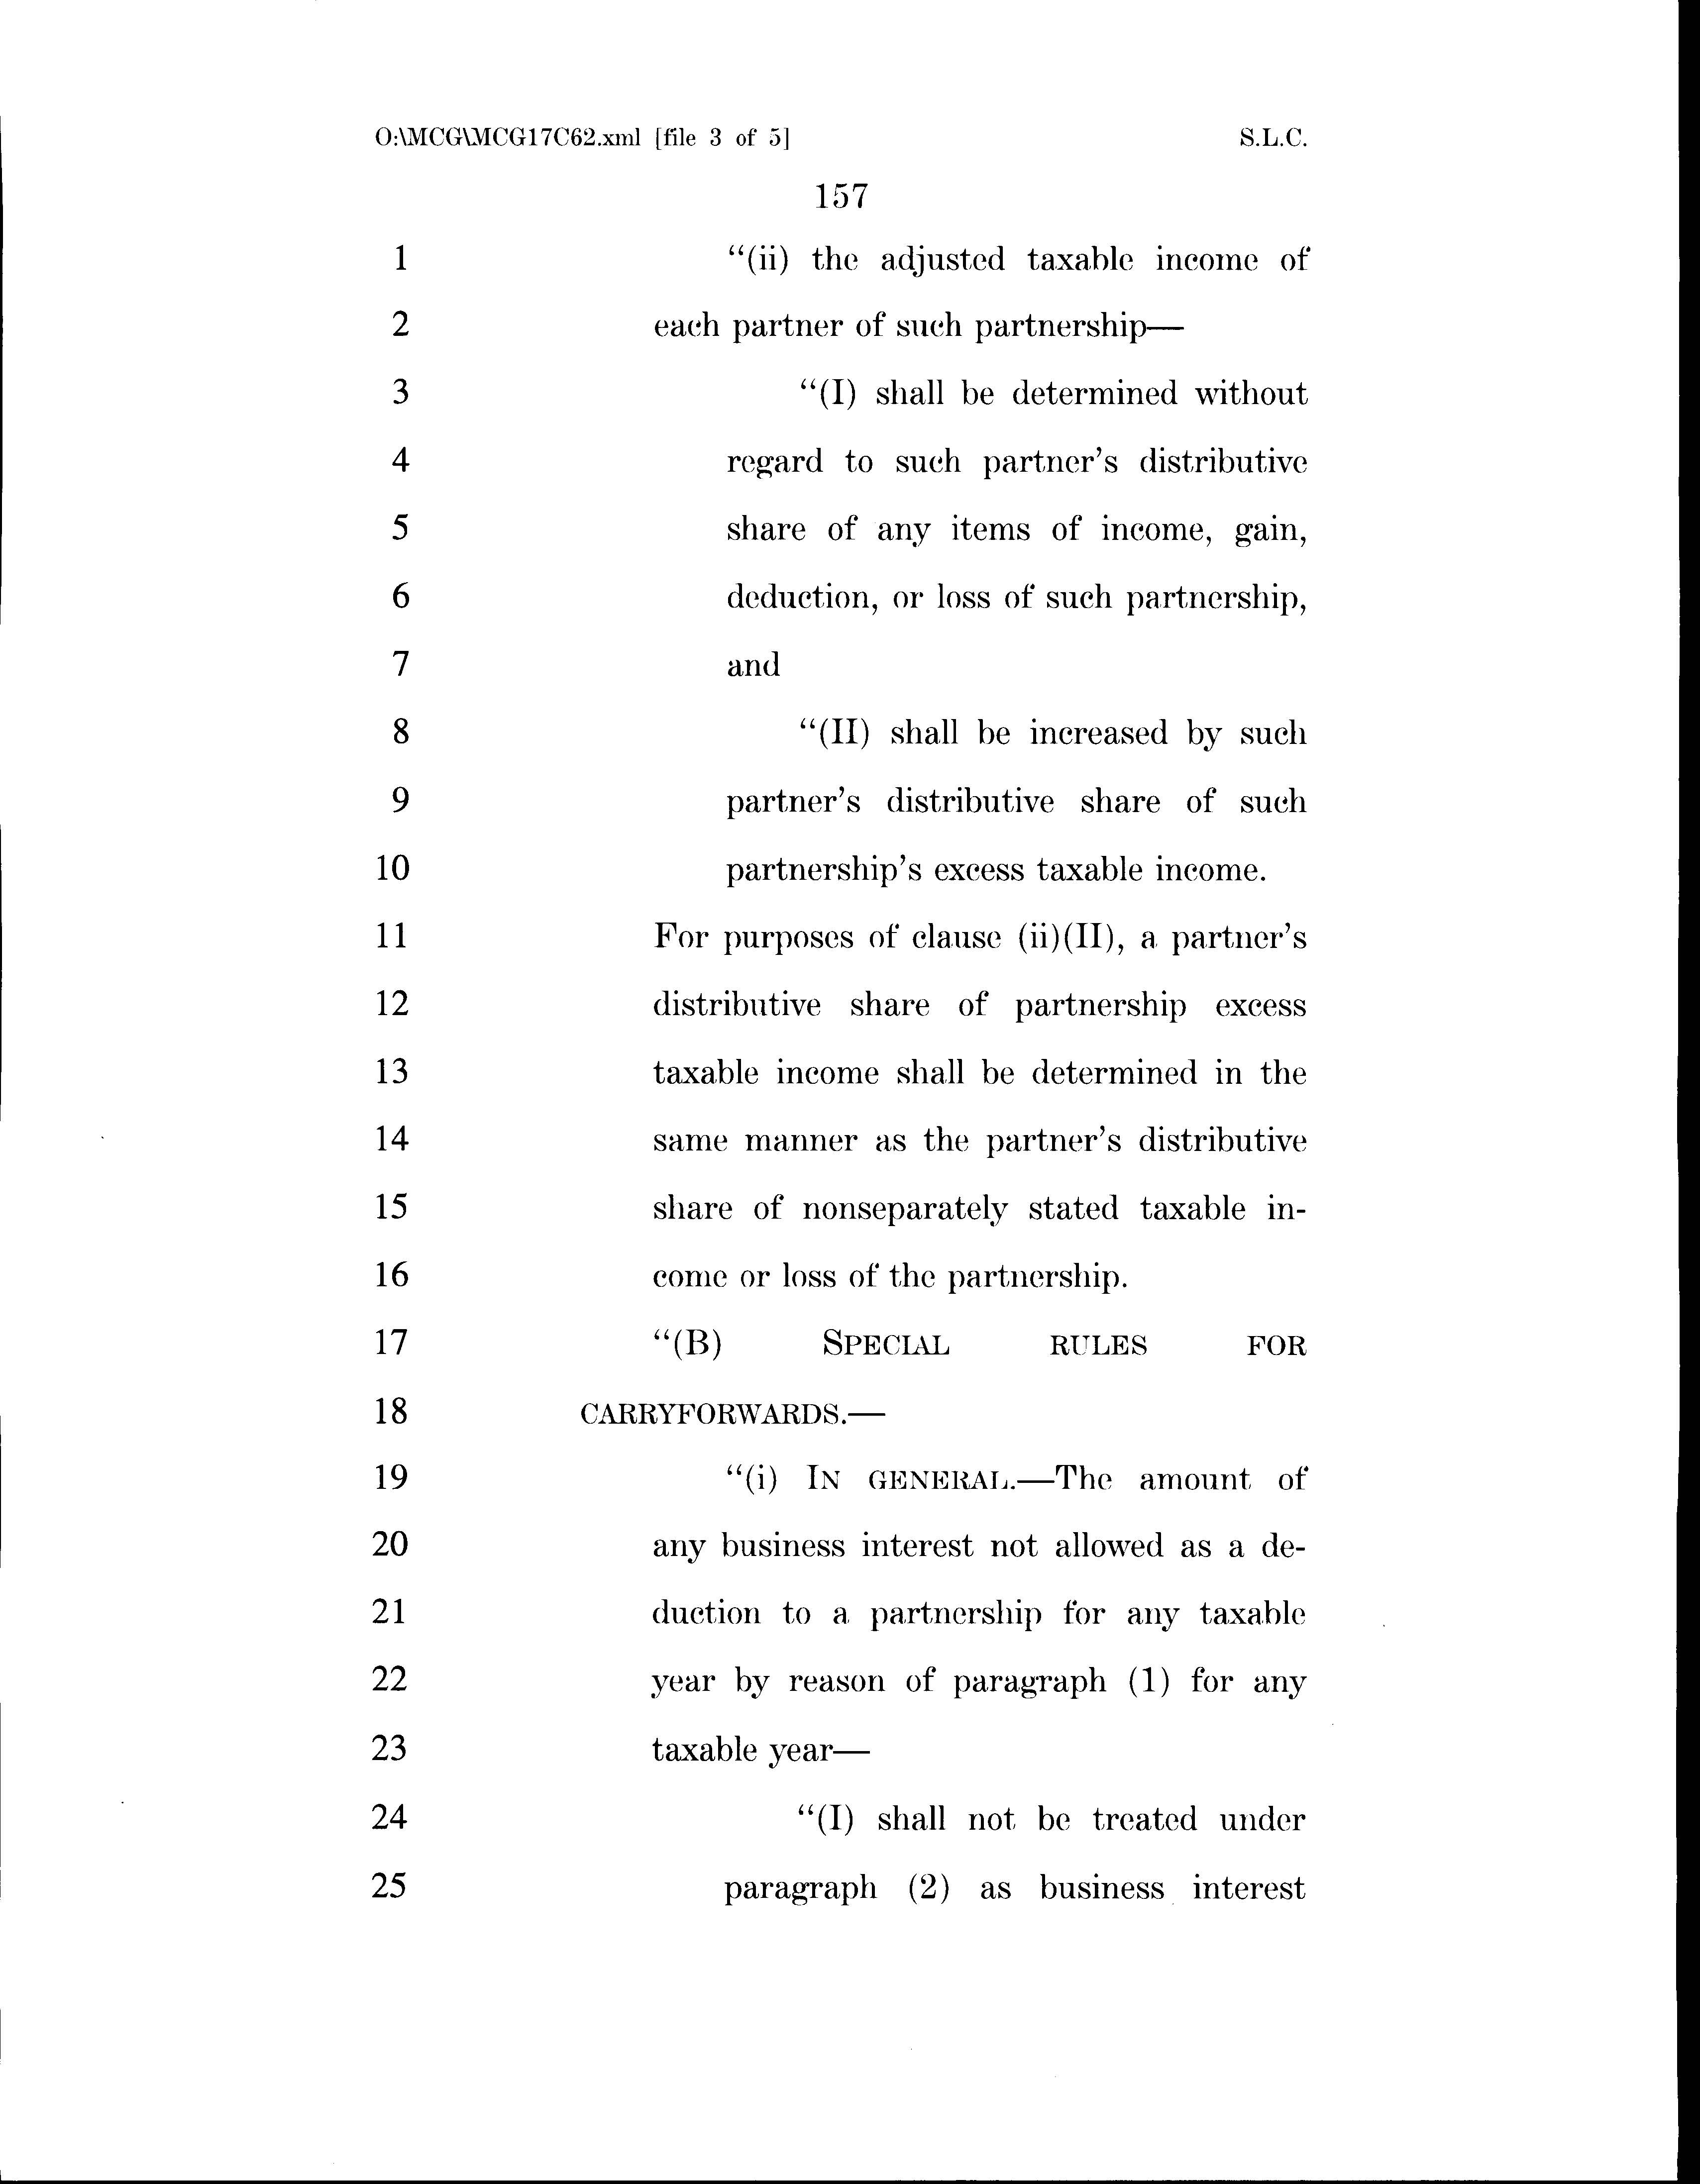 O:\MCG\MCG17C62.xml [file 3 of 5] S.L.C.
157
1 “(ii) the adjusted taxable income of
2 each partner of such partnership—
3 “(I) shall be determined without
4 regard to such partner’s distributive
5 share of any items of income, gain,
6 deduction, or loss of such partnership,
7 and
8 “(II) shall be increased by such
9 partner’s distributive share of such
10 partnership’s excess taxable income.
11 For purposes of clause (ii)(II), a partner’s
12 distributive share of partnership excess
13 taxable income shall be determined in the
14 same manner as the partner’s distributive
15 share of nonseparately stated taxable in-
16 come or loss of the partnership.
17 “(B) SPECIAL RULES FOR
18 CARRYFORWARDS.—
19 “(i) IN GENERAL.—The amount of
20 any business interest not allowed as a de-
21 duction to a partnership for any taxable
22 year by reason of paragraph (1) for any
23 taxable year—
24 “(I) shall not be treated under
25 paragraph (2) as business interest